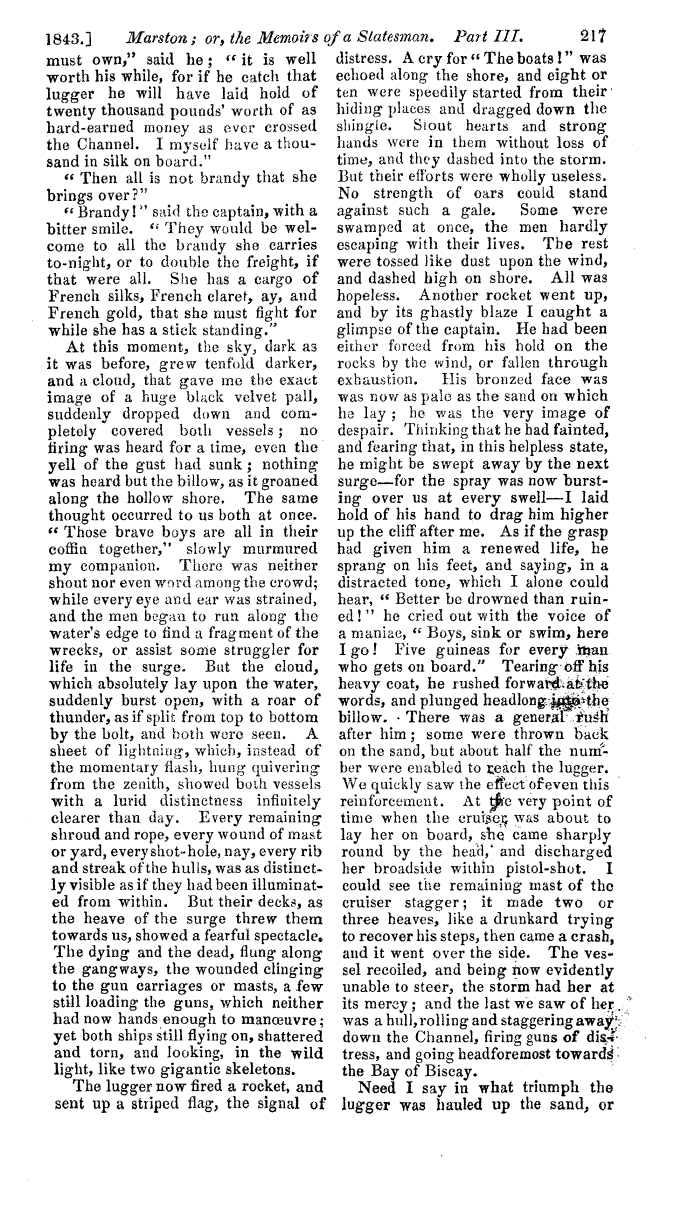 1843.] Marston; or, the Memoirs of a Statesman. Part III. 217
must own," said he; "it is well
worth his while, for if he catch that
lugger he will have laid hold of
twenty thousand pounds' worth of as
hard-earned money as ever crossed
the Channel. I myself have a thou-
sand in silk on board."
"Then all is not brandy that she
brings over?"
"Brandy!" said the captain, with a
bitter smile. "They would be wel-
come to all the brandy she carries
to-night, or to double the freight, if
that were all. She has a cargo of
French silks, French claret, ay, and
French gold, that she must fight for
while she has a stick standing."
At this moment, the sky, dark as
it was before, grew tenfold darker,
and a cloud, that gave me the exact
image of a huge black velvet pall,
suddenly dropped down and com-
pletely covered both vessels; no
firing was heard for a time, even the
yell of the gust had sunk; nothing
was heard but the billow, as it groaned
along the hollow shore. The same
thought occurred to us both at once.
"Those brave boys are all in their
coffin together," slowly murmured
my companion. There was neither
shout nor even word among the crowd;
while every eye and ear was strained,
and the men began to run along the
water's edge to find a fragment of the
wrecks, or assist some struggler for
life in the surge. But the cloud,
which absolutely lay upon the water,
suddenly burst open, with a roar of
thunder, as if split from top to bottom
by the bolt, and both were seen. A
sheet of lightning, which, instead of
the momentary flash, hung quivering
from the zenith, showed both vessels
with a lurid distinctness infinitely
clearer than day. Every remaining
shroud and rope, every wound of mast
or yard, every shot-hole, nay, every rib
and streak of the hulls, was as distinct-
ly visible as if they had been illuminat-
ed from within. But their decks, as
the heave of the surge threw them
towards us, showed a fearful spectacle.
The dying and the dead, flung along
the gangways, the wounded clinging
to the gun carriages or masts, a few
still loading the guns, which neither
had now hands enough to manœuvre;
yet both ships still flying on, shattered
and torn, and looking, in the wild
light, like two gigantic skeletons.
The lugger now fired a rocket, and
sent up a striped flag, the signal of
distress. A cry for "The boats!" was
echoed along the shore, and eight or
ten were speedily started from their
hiding places and dragged down the
shingle. Stout hearts and strong
hands were in them without loss of
time, and they dashed into the storm.
But their efforts were wholly useless.
No strength of oars could stand
against such a gale. Some were
swamped at once, the men hardly
escaping with their lives. The rest
were tossed like dust upon the wind,
and dashed high on shore. All was
hopeless. Another rocket went up,
and by its ghastly blaze I caught a
glimpse of the captain. He had been
either forced from his hold on the
rocks by the wind, or fallen through
exhaustion. His bronzed face was
was now as pale as the sand on which
he lay; he was the very image of
despair. Thinking that he had fainted,
and fearing that, in this helpless state,
he might be swept away by the next
surge—for the spray was now burst-
ing over us at every swell—I laid
hold of his hand to drag him higher
up the cliff after me. As if the grasp
had given him a renewed life, he
sprang on his feet, and saying, in a
distracted tone, which I alone could
hear, "Better be drowned than ruin-
ed!" he cried out with the voice of
a maniac, "Boys, sink or swim, here
I go! Five guineas for every man
who gets on board." Tearing off his
heavy coat, he rushed forward at the
words, and plunged headlong into the
billow. There was a general rush
after him; some were thrown back
on the sand, but about half the num-
ber were enabled to reach the lugger.
We quickly saw the effect of even this
reinforcement. At the very point of
time when the cruiser was about to
lay her on board, she came sharply
round by the head, and discharged
her broadside within pistol-shot. I
could see the remaining mast of the
cruiser stagger; it made two or
three heaves, like a drunkard trying
to recover his steps, then came a crash,
and it went over the side. The ves-
sel recoiled, and being now evidently
unable to steer, the storm had her at
its mercy; and the last we saw of her
was a hull, rolling and staggering away
down the Channel, firing guns of dis-
tress, and going headforemost towards
the Bay of Biscay.
Need I say in what triumph the
lugger was hauled up the sand, or